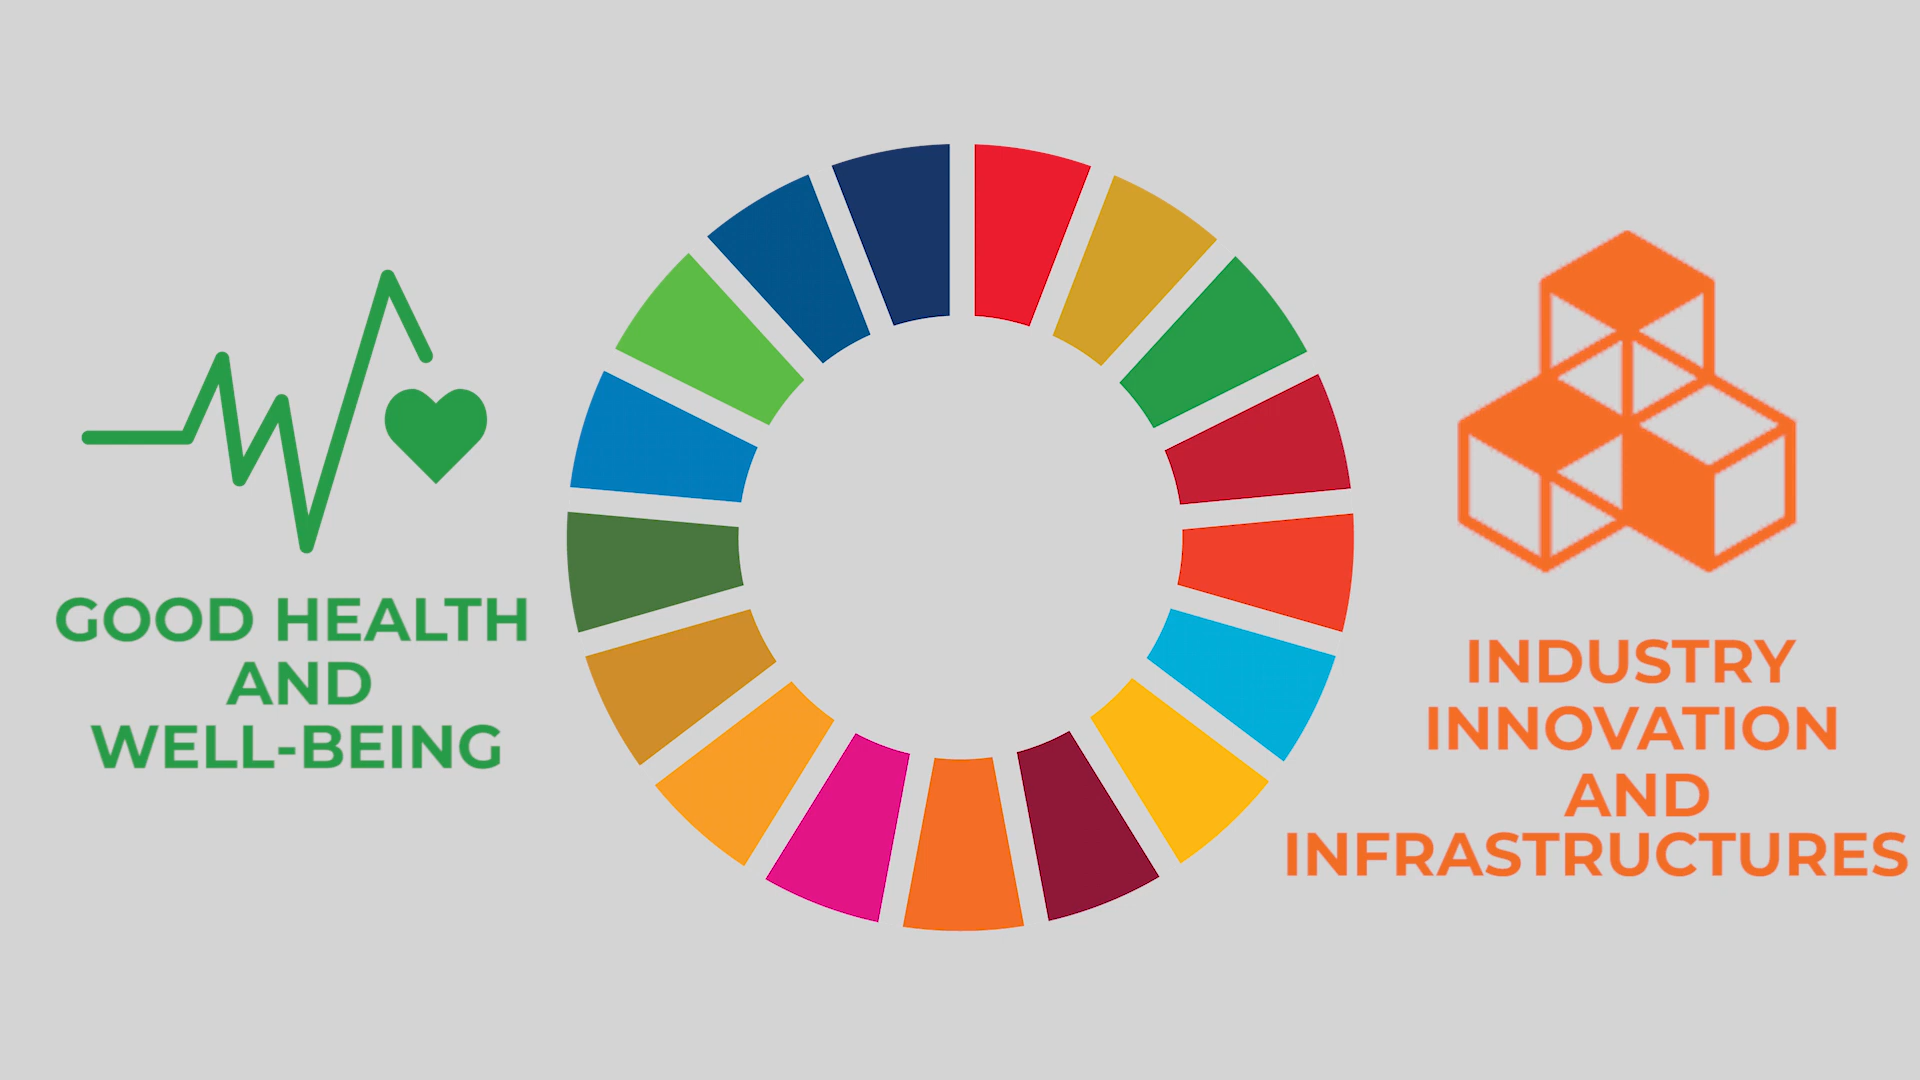 GOOD HEALTH
AND
WELL-BEING
INDUSTRY
INNOVATION
AND
INFRASTRUCTURES